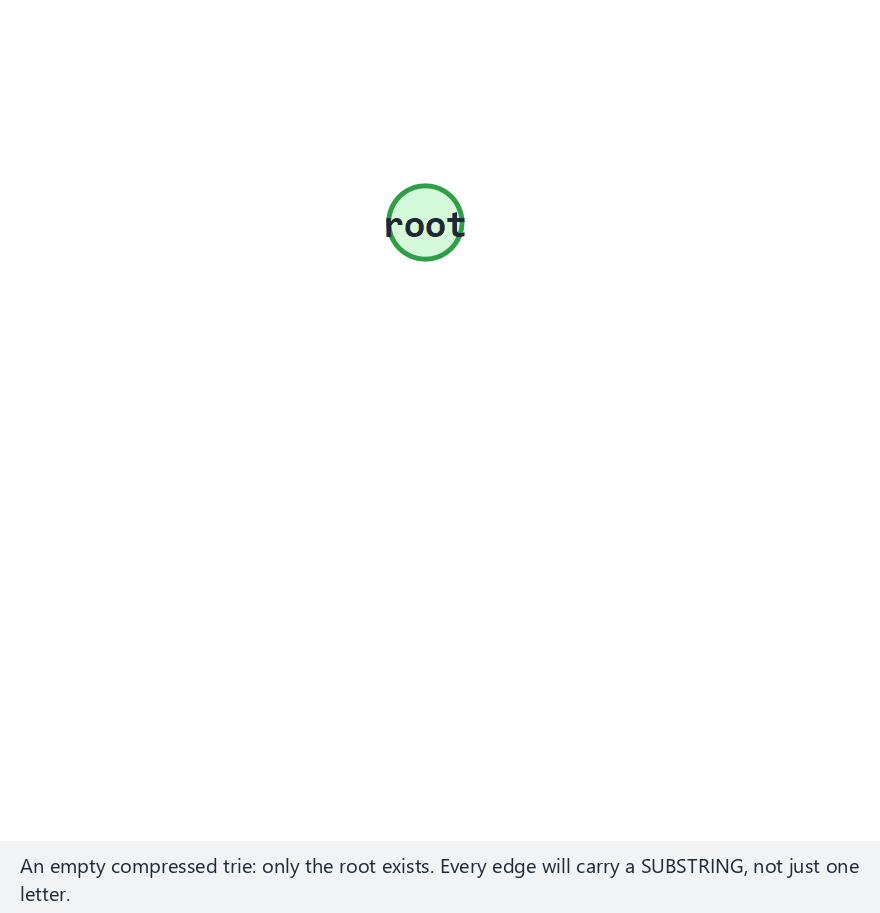 root
An empty compressed trie: only the root exists. Every edge will carry a SUBSTRING, not just one
letter.